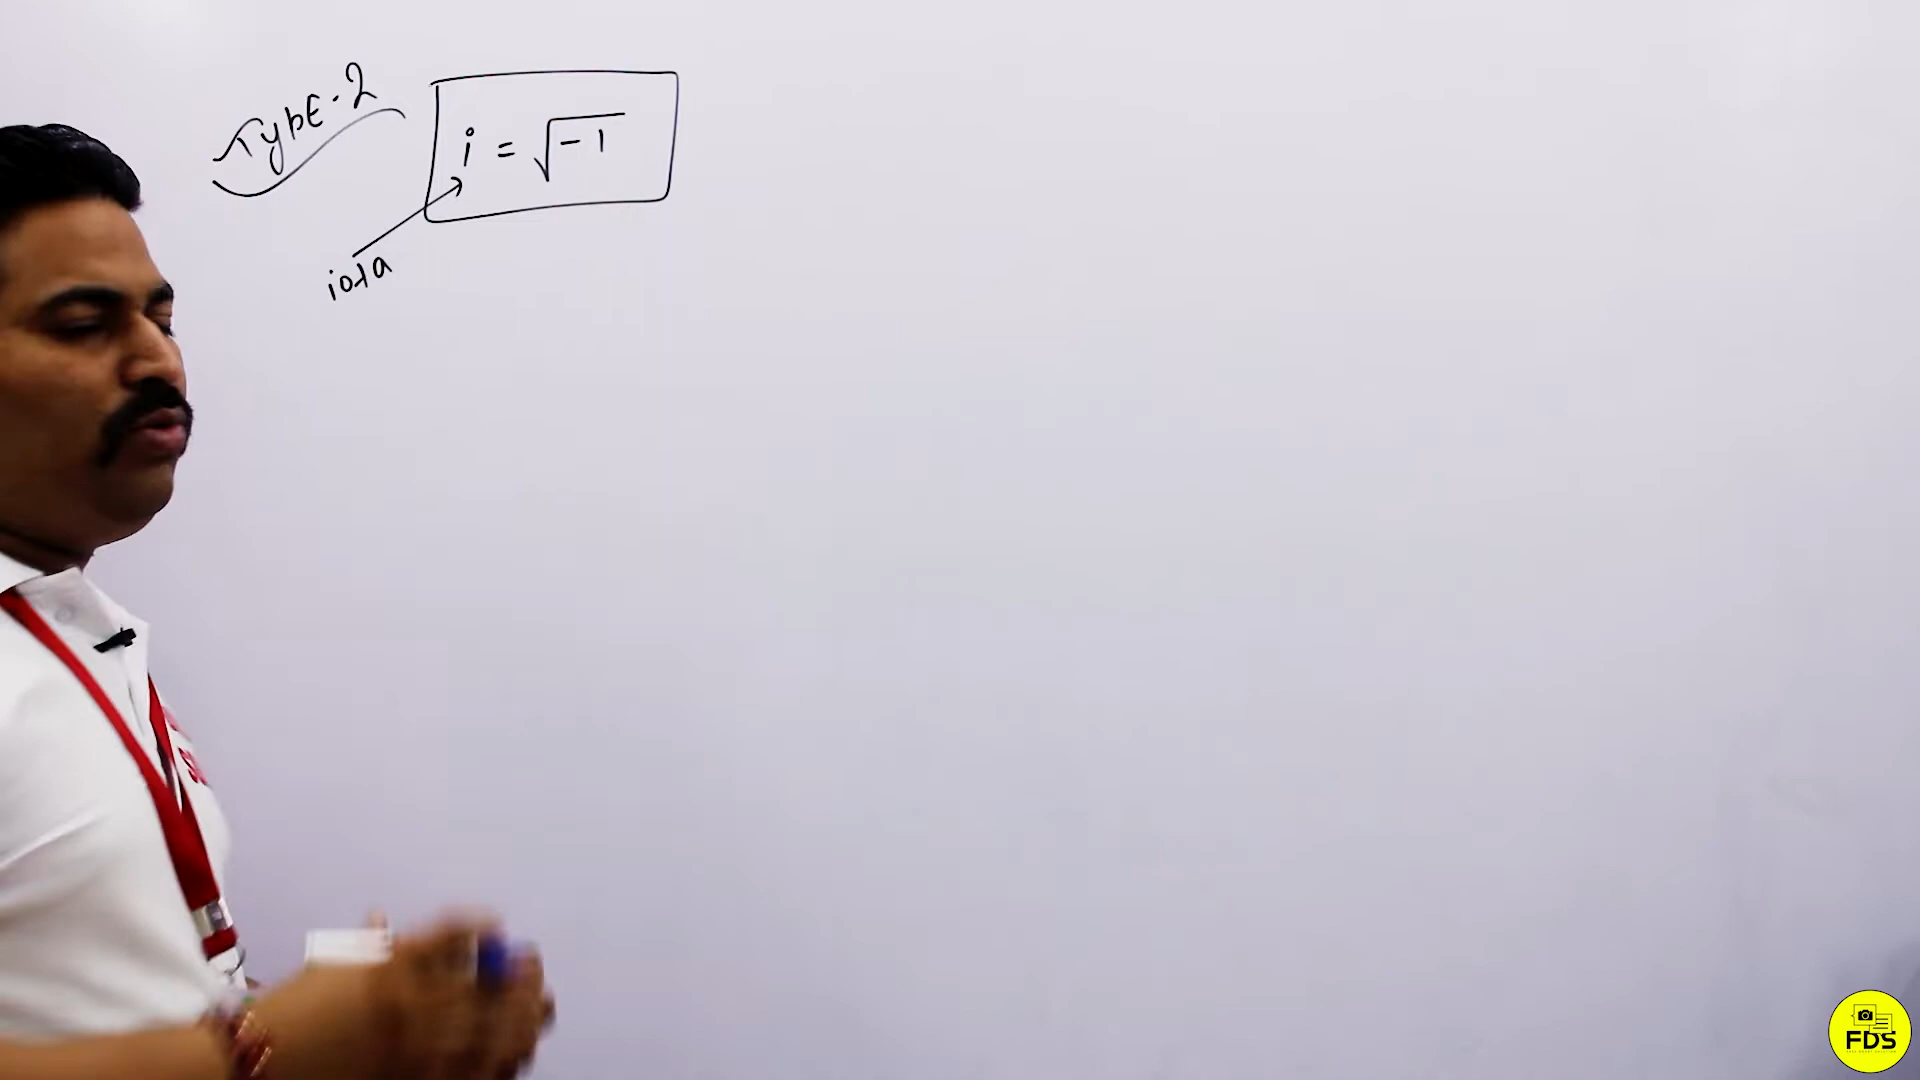 TypE-2
i = √-1
iota
FDS